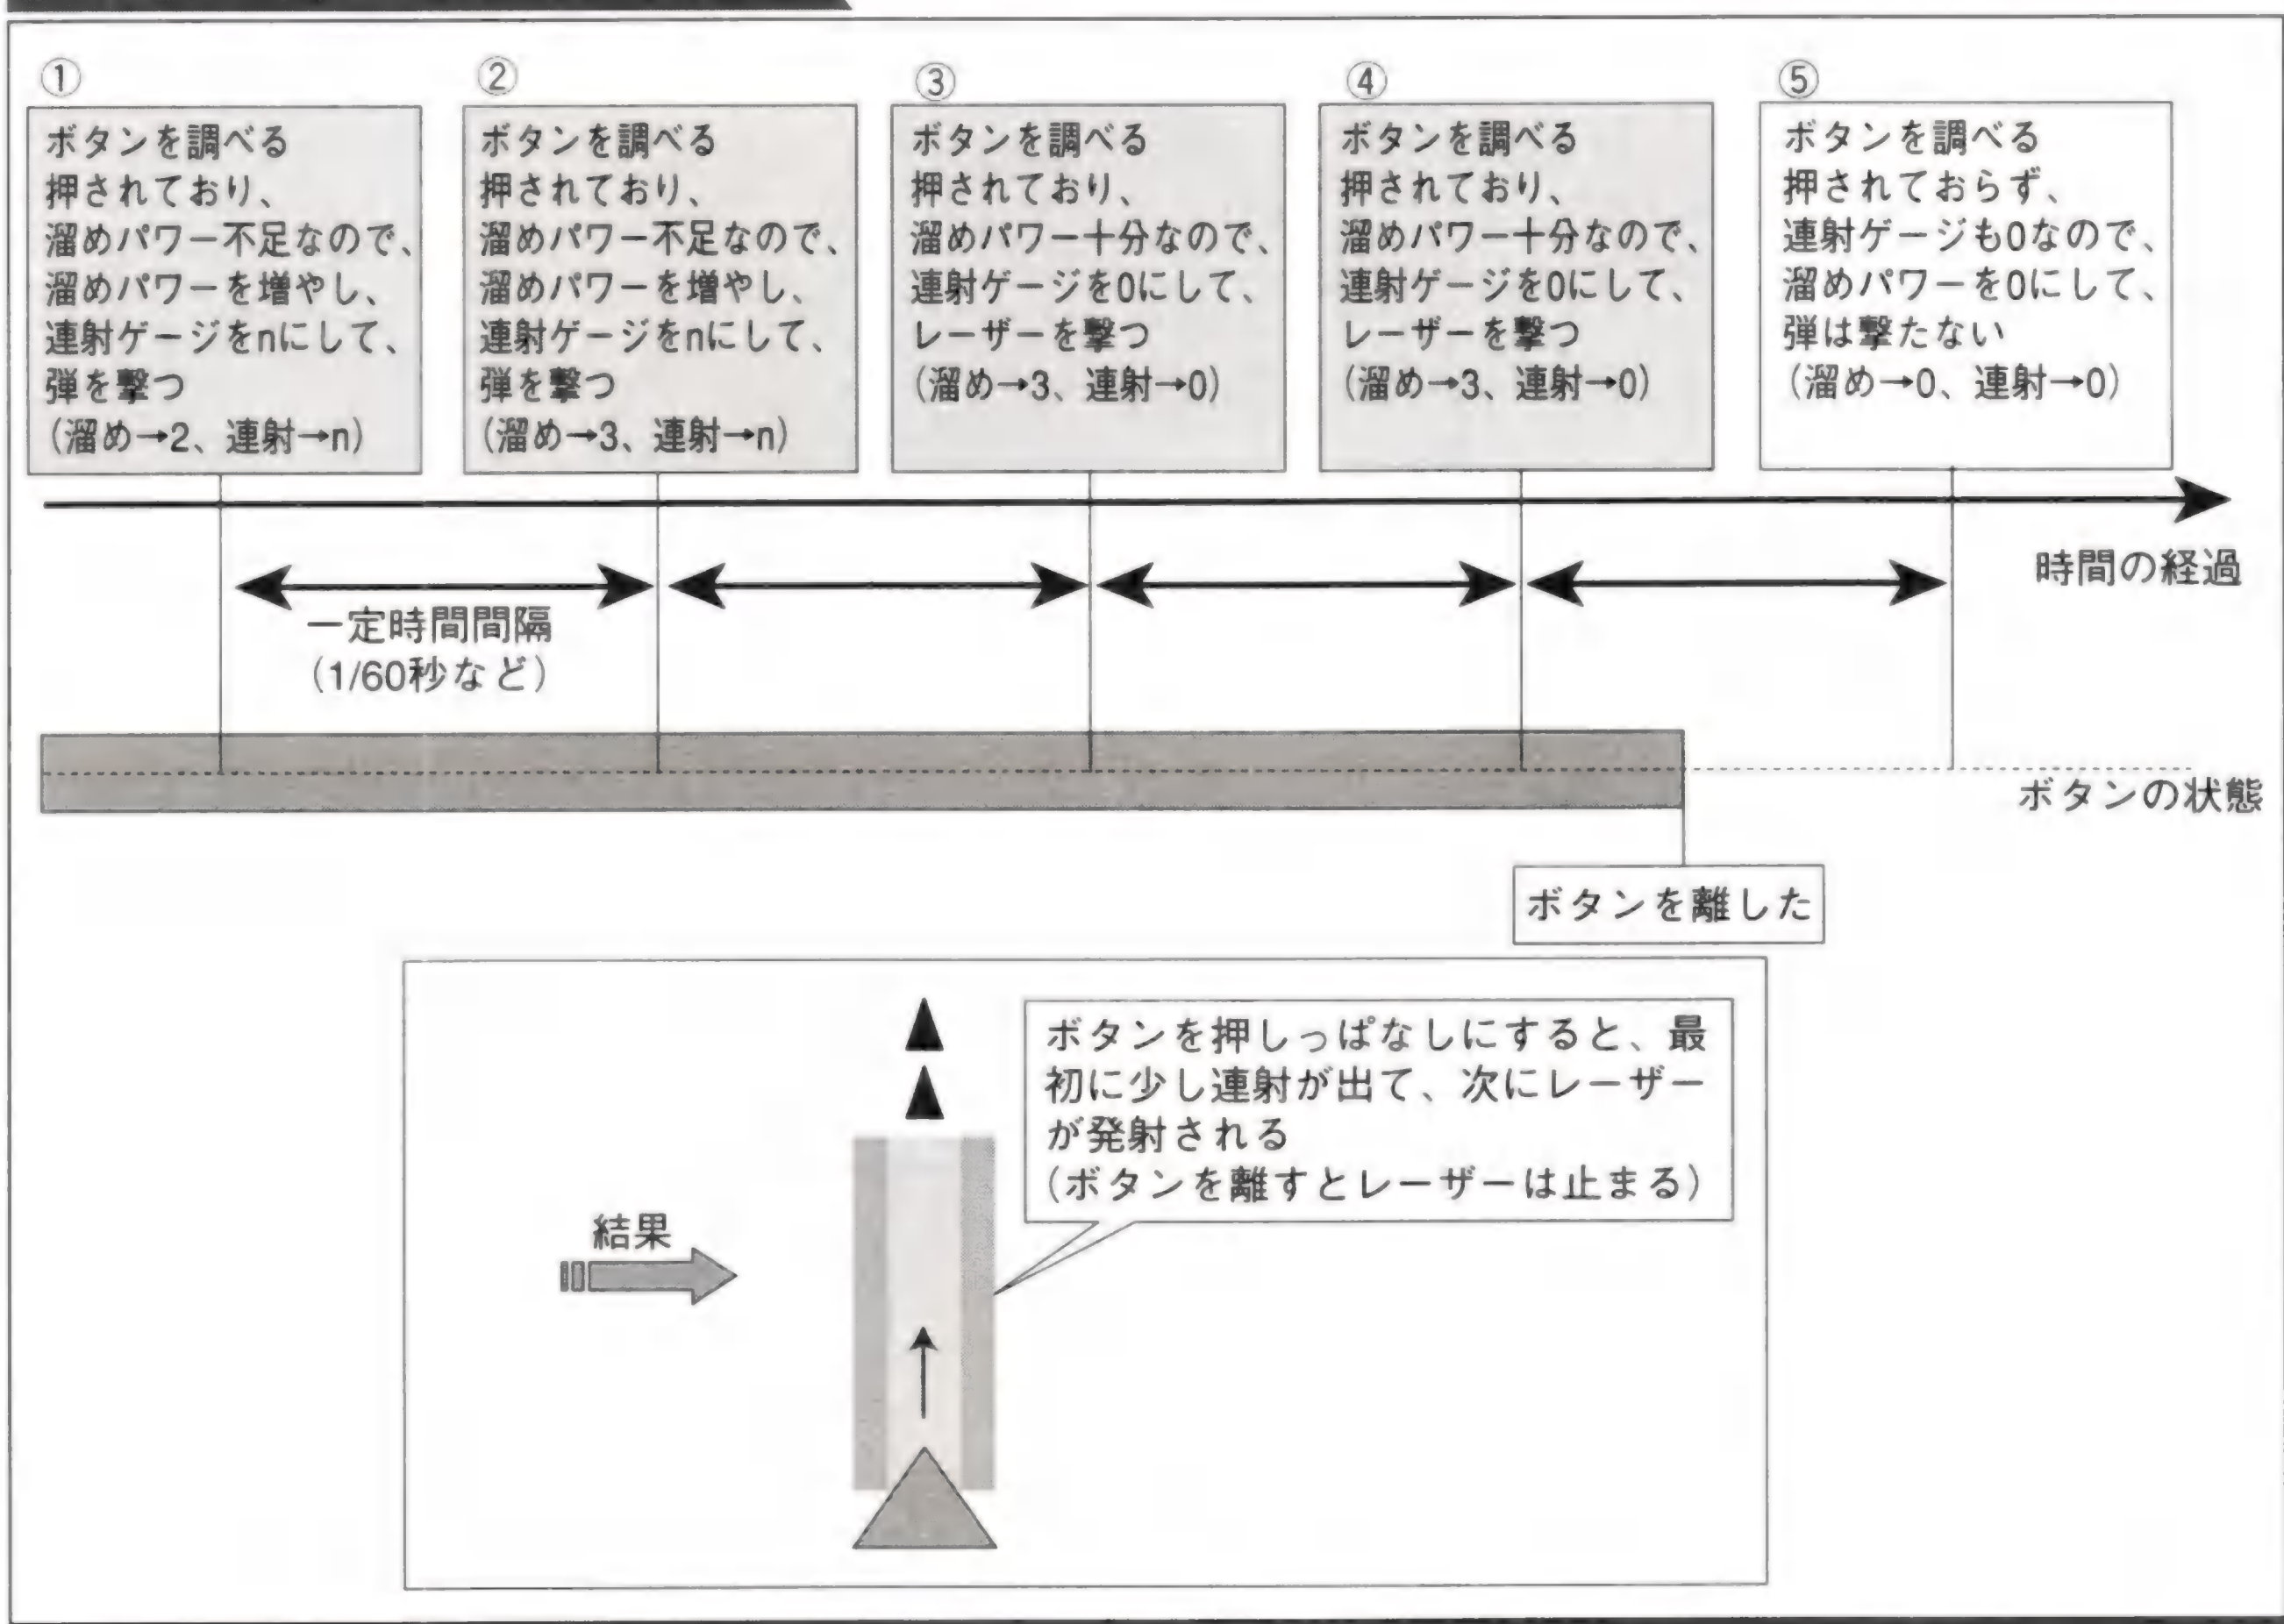 ①
ボタンを調べる
押されており、
溜めパワー不足なので、
溜めパワーを増やし、
連射ゲージをnにして、
弾を撃つ
(溜め→2、連射→n)
②
ボタンを調べる
押されており、
溜めパワー不足なので、
溜めパワーを増やし、
連射ゲージをnにして、
弾を撃つ
(溜め→3、連射→n)
③
ボタンを調べる
押されており、
溜めパワー十分なので、
連射ゲージを0にして、
レーザーを撃つ
(溜め→3、連射→0)
④
ボタンを調べる
押されており、
溜めパワー十分なので、
連射ゲージを0にして、
レーザーを撃つ
(溜め→3、連射→0)
⑤
ボタンを調べる
押されておらず、
連射ゲージも0なので、
溜めパワーを0にして、
弾は撃たない
(溜め→0、連射→0)
時間の経過
一定時間間隔
(1/60秒など)
ボタンの状態
ボタンを離した
ボタンを押しっぱなしにすると、最
初に少し連射が出て、次にレーザー
が発射される
(ボタンを離すとレーザーは止まる)
結果